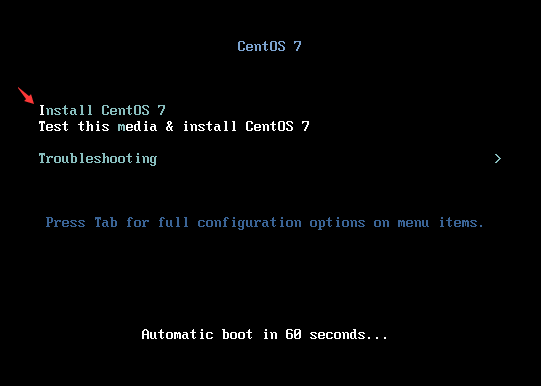 CentOS 7
Install CentOS 7
Test this media & install CentOS 7
Troubleshooting >
Press Tab for full configuration options on menu items.
Automatic boot in 60 seconds...